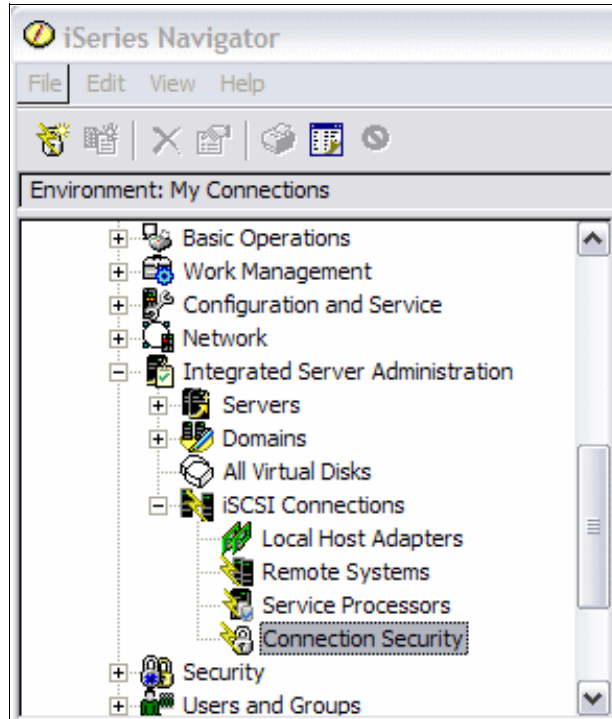 iSeries Navigator
File Edit View Help
Environment: My Connections
Basic Operations
Work Management
Configuration and Service
Network
Integrated Server Administration
Servers
Domains
All Virtual Disks
iSCSI Connections
Local Host Adapters
Remote Systems
Service Processors
Connection Security
Security
Users and Groups